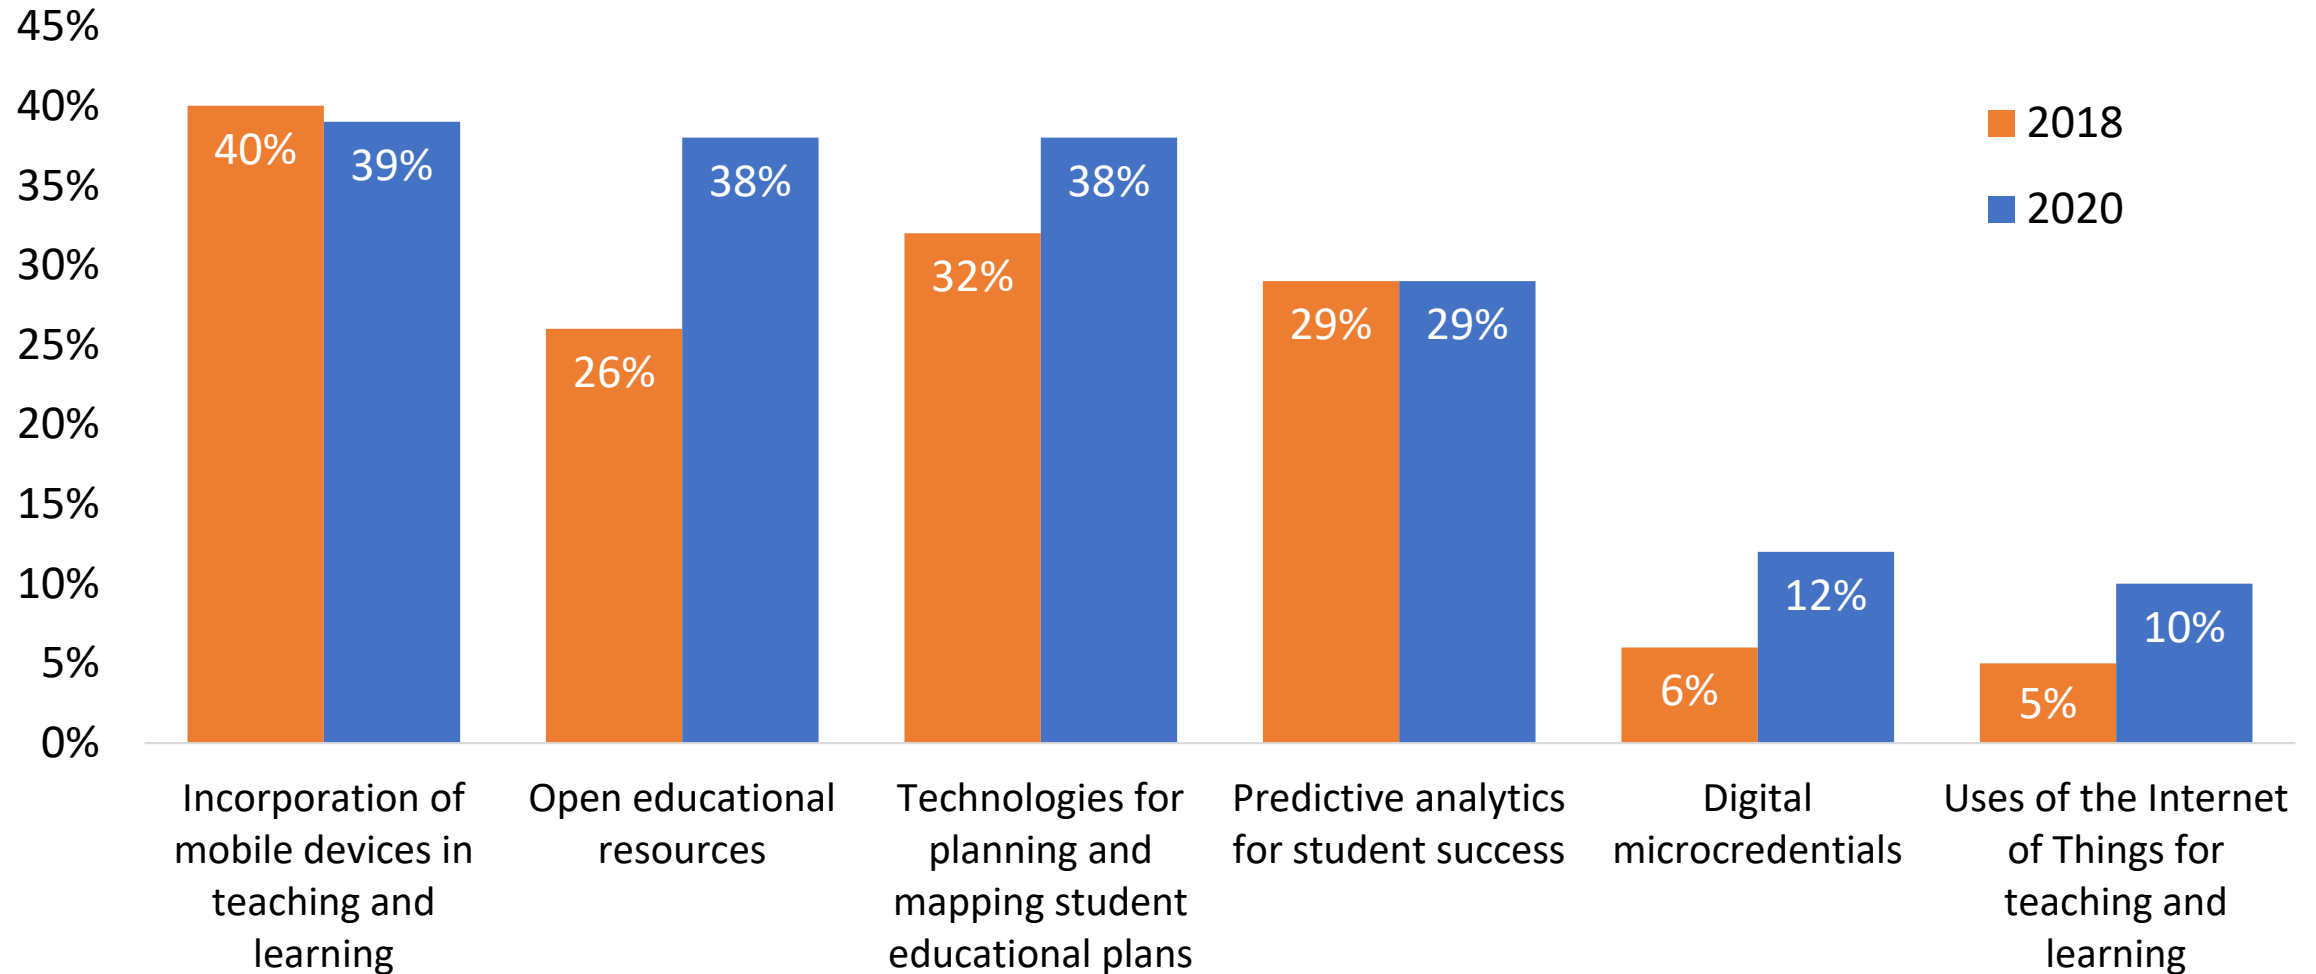 45%
40%
35%
30%
25%
20%
15%
10%
5%
0%
40%
39%
26%
38%
32%
38%
29%
29%
6%
12%
5%
10%
2018
2020
Incorporation of
mobile devices in
teaching and
learning
Open educational
resources
Technologies for
planning and
mapping student
educational plans
Predictive analytics
for student success
Digital
microcredentials
Uses of the Internet
of Things for
teaching and
learning